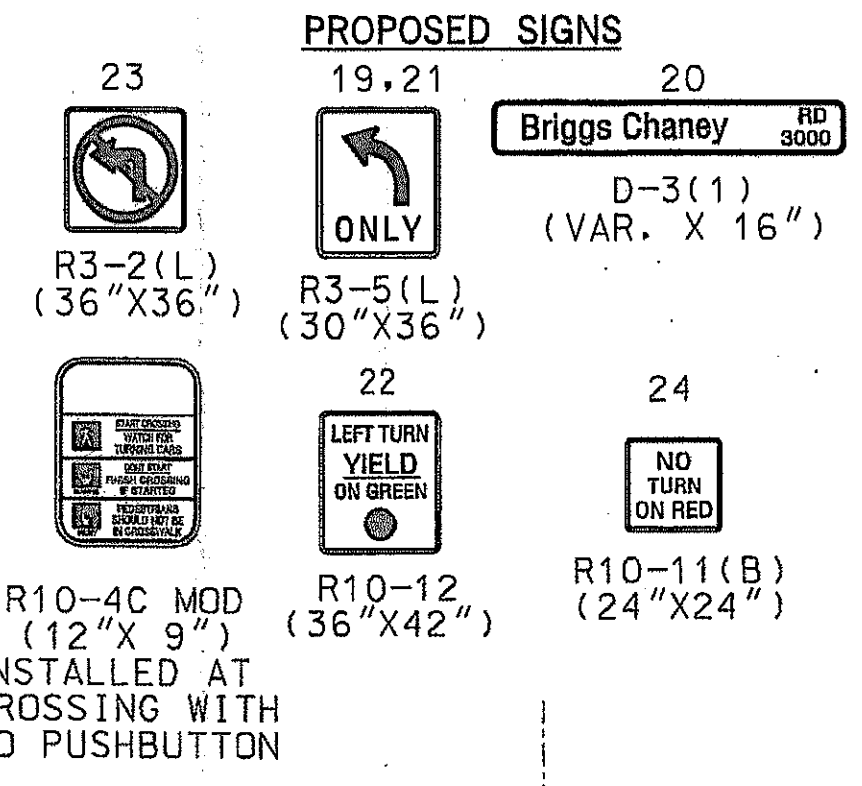 PROPOSED SIGNS
23
R3-2(L)
(36"X36")
19,21
ONLY
R3-5(L)
(30"X36")
20
Briggs Chaney RD 3000
D-3(1)
(VAR. X 16")
START CROSSING
WATCH FOR
TURNING CARS
DONT START
FINISH CROSSING
IF STARTED
PEDESTRIANS
SHOULD NOT BE
IN CROSSWALK
R10-4C MOD
(12"X 9")
NSTALLED AT
ROSSING WITH
PUSHBUTTON
22
LEFT TURN
YIELD
ON GREEN
R10-12
(36"X42")
24
NO
TURN
ON RED
R10-11(B)
(24"X24")